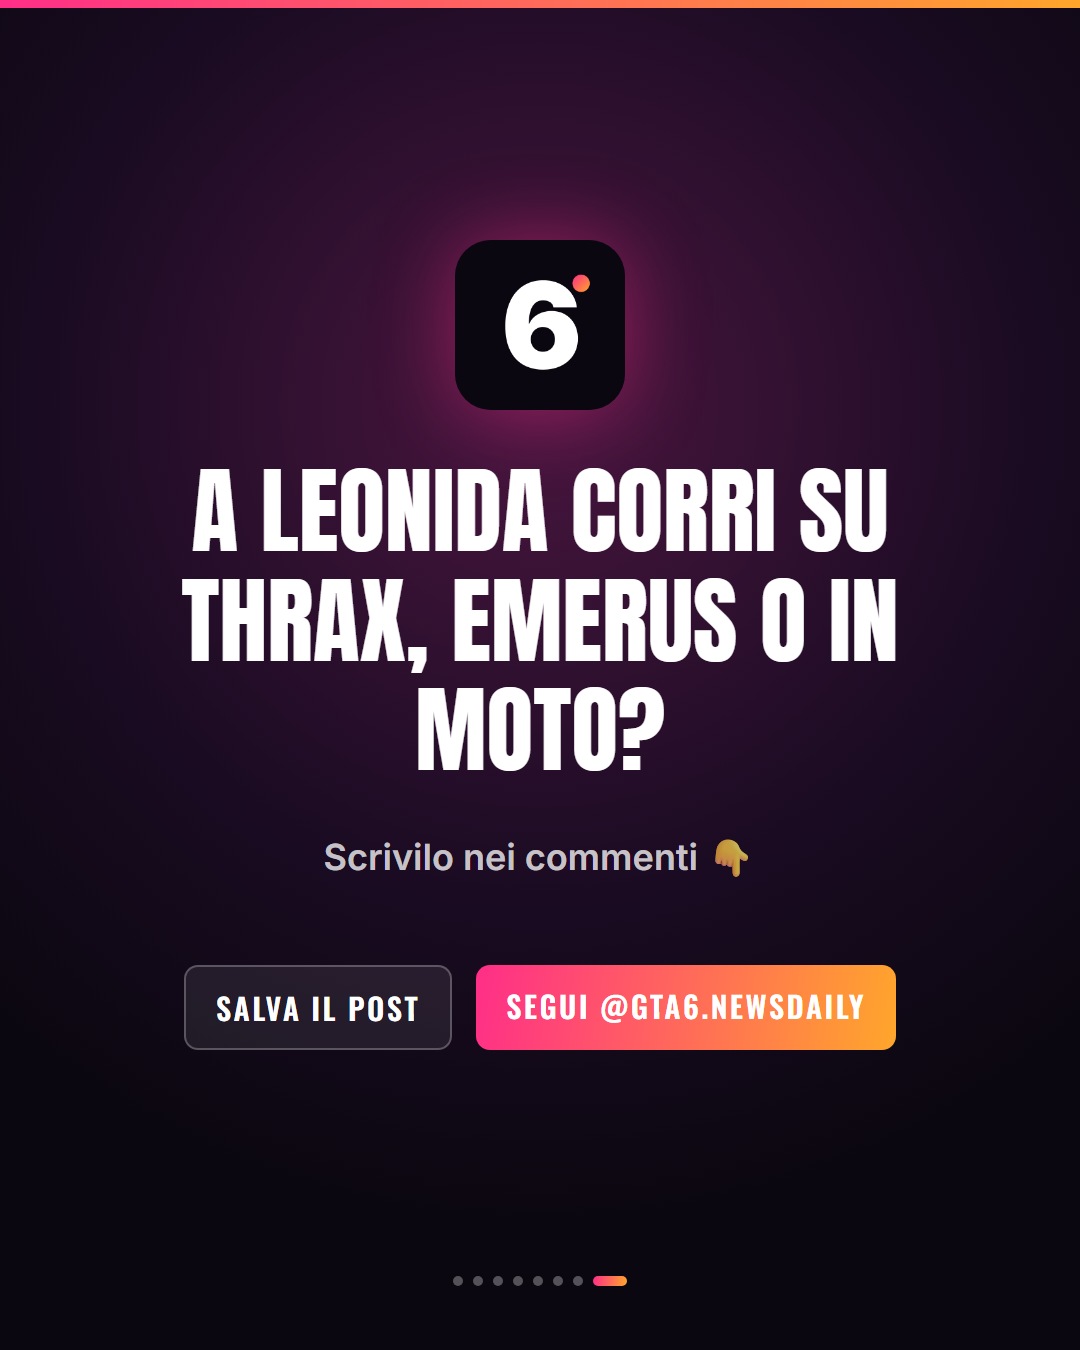 6
A LEONIDA CORRI SU
THRAX, EMERUS O IN
MOTO?
Scrivilo nei commenti 👇
SALVA IL POST
SEGUI @GTA6.NEWSDAILY